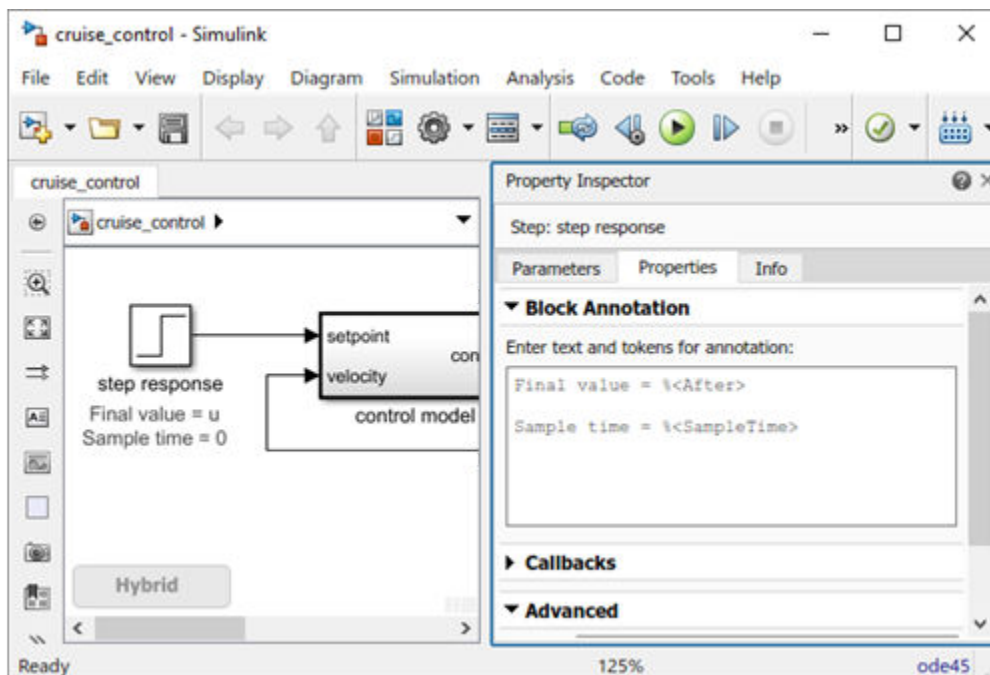 cruise_control - Simulink
File Edit View Display Diagram Simulation Analysis Code Tools Help
»
cruise_control
cruise_control
step response
Final value = u
Sample time = 0
setpoint
velocity
con
control model
Hybrid
Property Inspector
Step: step response
Parameters Properties Info
Block Annotation
Enter text and tokens for annotation:
Final value = %<After>
Sample time = %<SampleTime>
Callbacks
Advanced
Ready 125% ode45